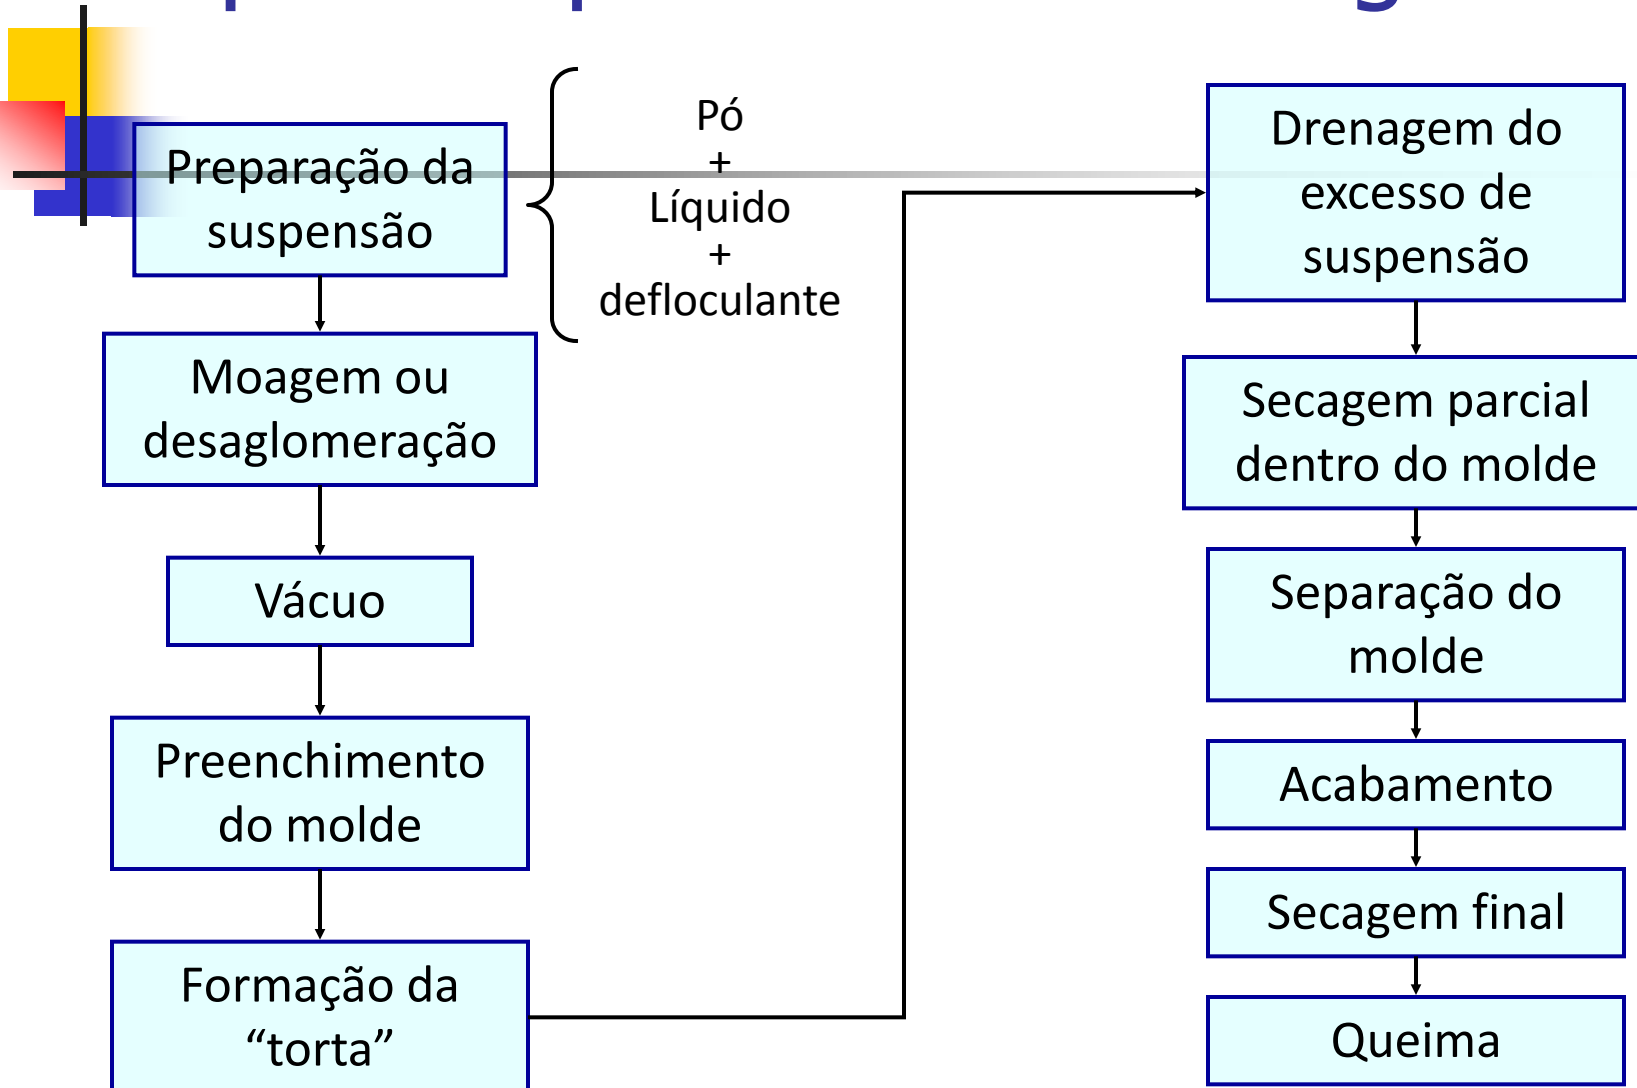 Preparação da
suspensão
Pó
+
Líquido
+
defloculante
Moagem ou
desaglomeração
Vácuo
Preenchimento
do molde
Formação da
“torta”
Drenagem do
excesso de
suspensão
Secagem parcial
dentro do molde
Separação do
molde
Acabamento
Secagem final
Queima